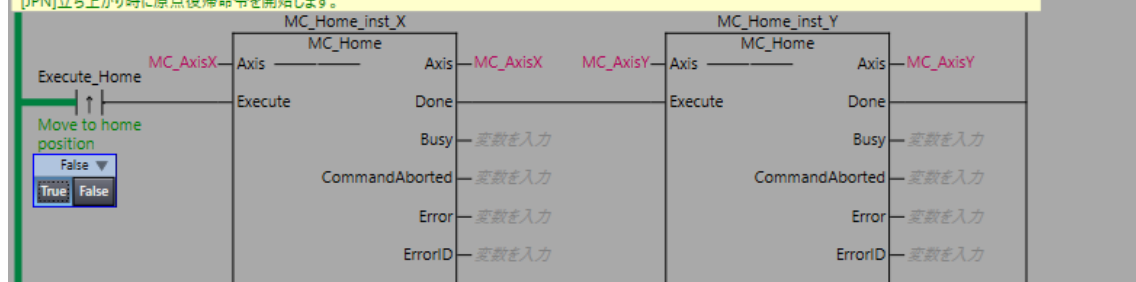 [JPN]立ち上がり時に原点復帰命令を開始します。
MC_Home_inst_X MC_Home_inst_Y
MC_Home MC_Home
MC_AxisX Axis Axis MC_AxisX MC_AxisY Axis Axis MC_AxisY
Execute_Home
Execute Done Execute Done
Move to home
position
Busy 変数を入力 Busy 変数を入力
False
True False
CommandAborted 変数を入力 CommandAborted 変数を入力
Error 変数を入力 Error 変数を入力
ErrorID 変数を入力 ErrorID 変数を入力